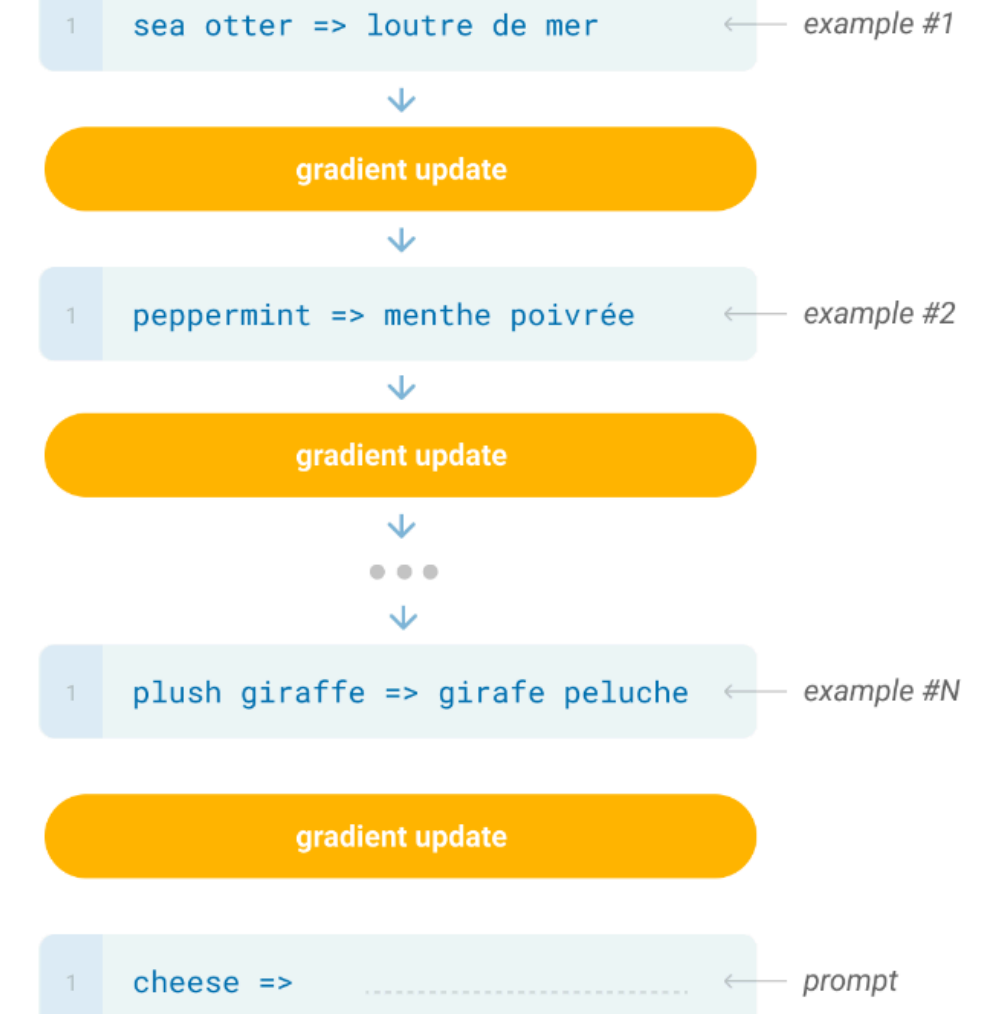 1 sea otter => loutre de mer example #1
gradient update
1 peppermint => menthe poivrée example #2
gradient update
1 plush giraffe => girafe peluche example #N
gradient update
1 cheese => prompt